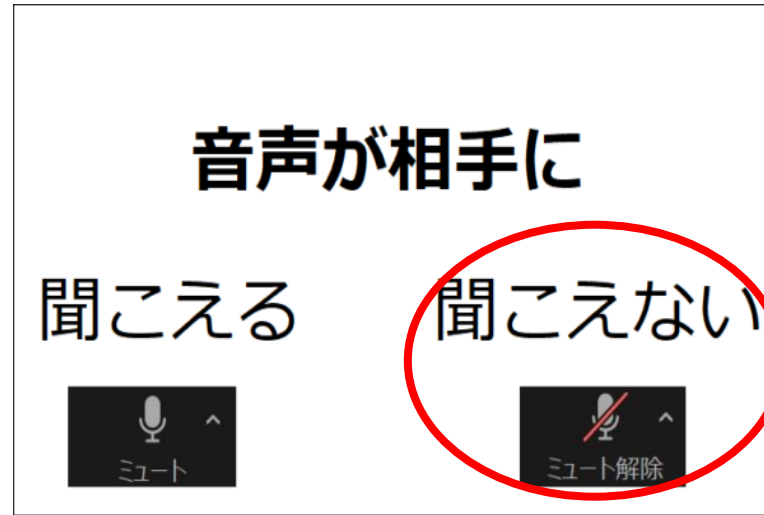 音声が相手に
聞こえる
聞こえない
ミュート
ミュート解除